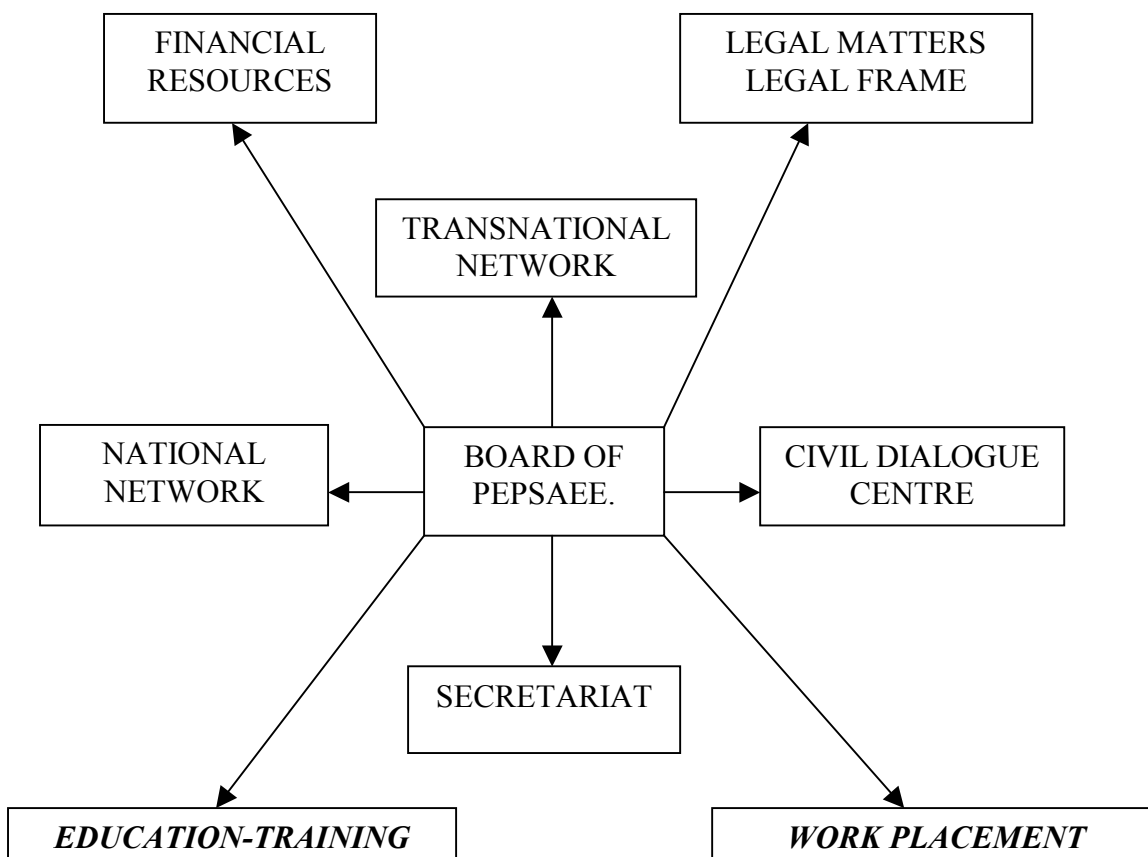 FINANCIAL
RESOURCES
LEGAL MATTERS
LEGAL FRAME
TRANSNATIONAL
NETWORK
NATIONAL
NETWORK
BOARD OF
PEPSAEE.
CIVIL DIALOGUE
CENTRE
SECRETARIAT
EDUCATION-TRAINING
WORK PLACEMENT